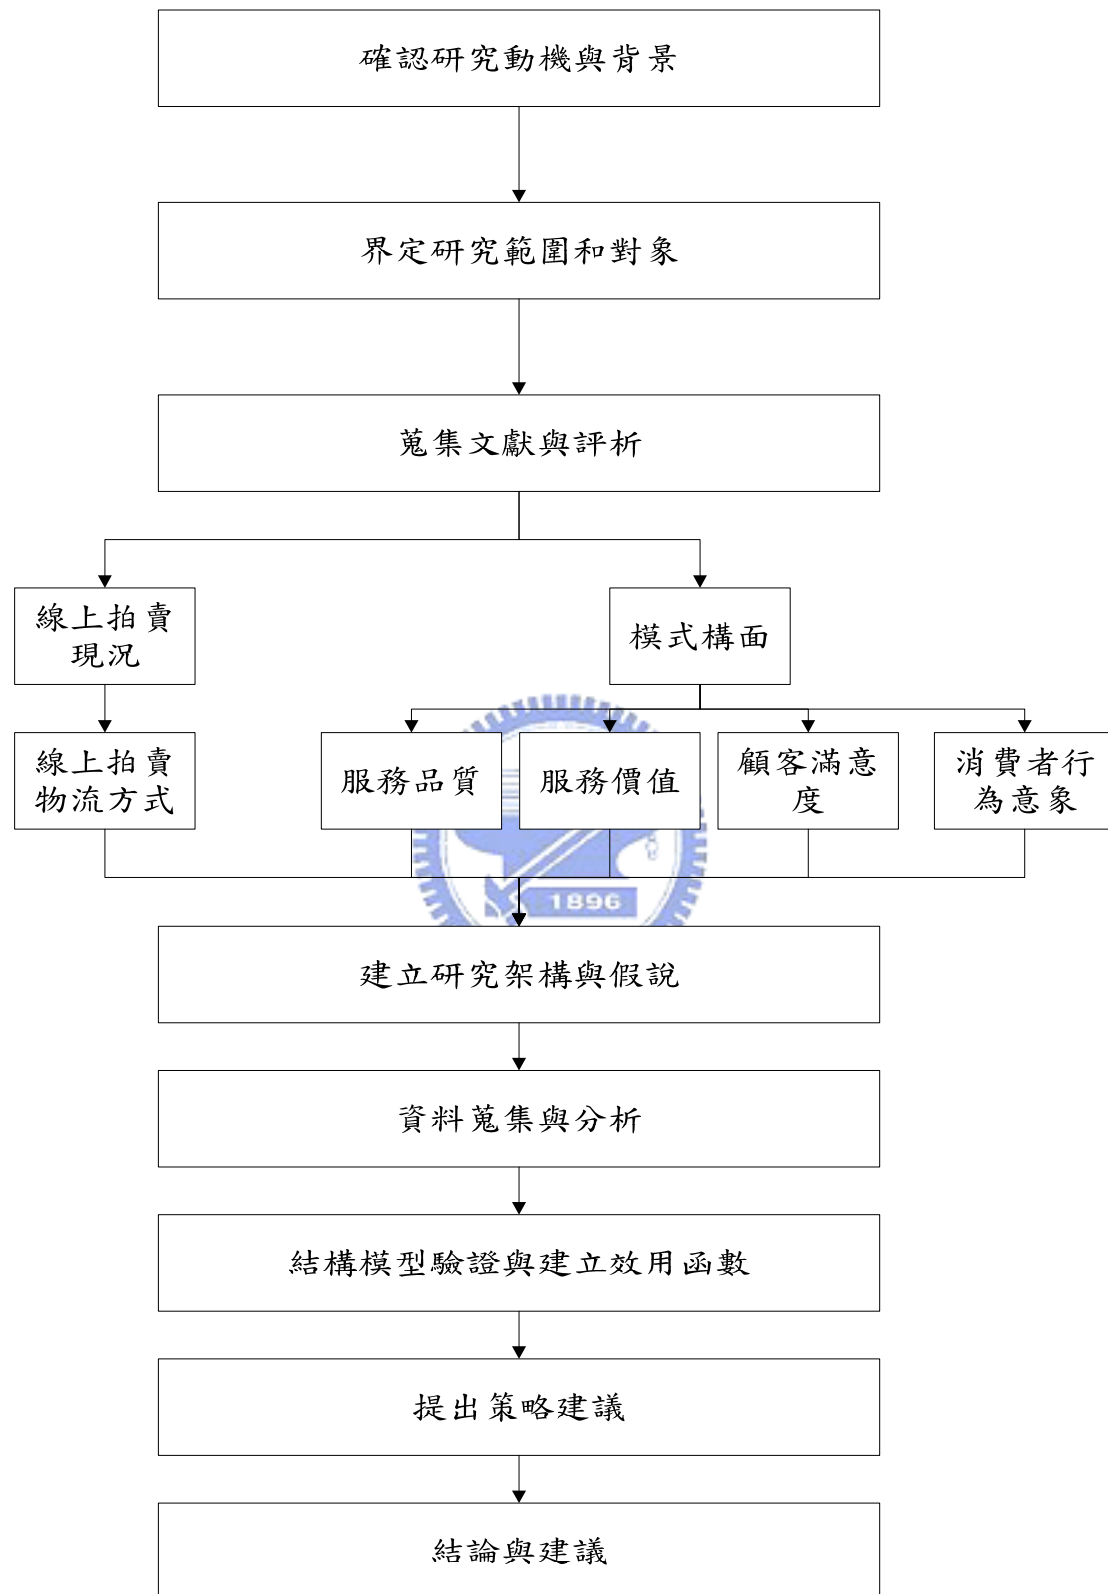 確認研究動機與背景
界定研究範圍和對象
蒐集文獻與評析
線上拍賣
現況
模式構面
線上拍賣
物流方式
服務品質
服務價值
顧客滿意
度
消費者行
為意象
1896
建立研究架構與假說
資料蒐集與分析
結構模型驗證與建立效用函數
提出策略建議
結論與建議